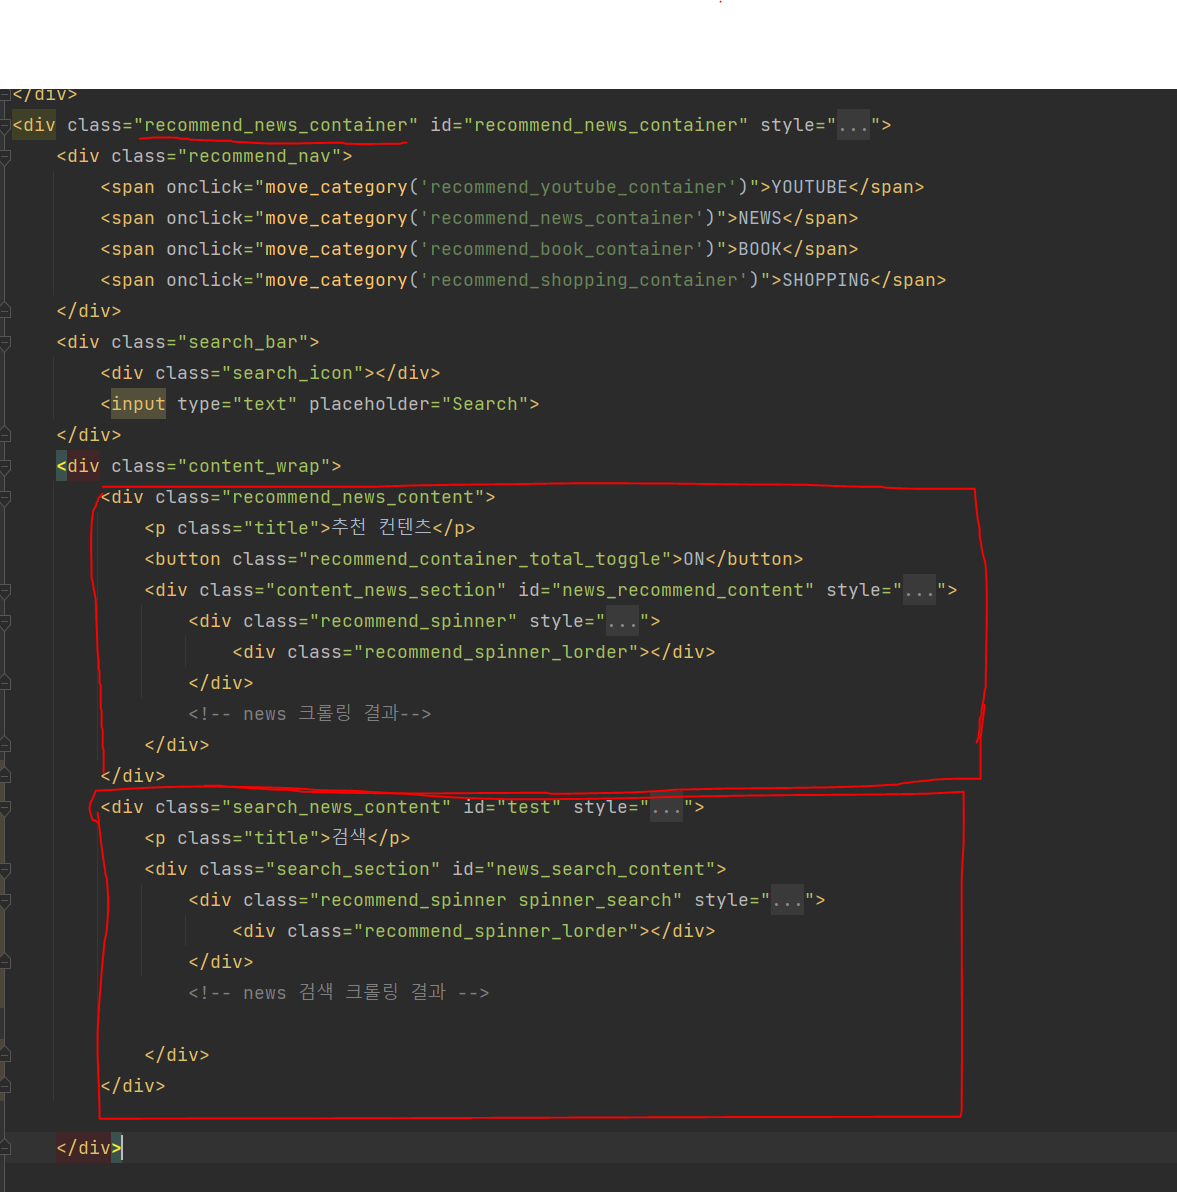 </div>
<div class="recommend_news_container" id="recommend_news_container" style="...">
<div class="recommend_nav">
<span onclick="move_category('recommend_youtube_container')">YOUTUBE</span>
<span onclick="move_category('recommend_news_container')">NEWS</span>
<span onclick="move_category('recommend_book_container')">BOOK</span>
<span onclick="move_category('recommend_shopping_container')">SHOPPING</span>
</div>
<div class="search_bar">
<div class="search_icon"></div>
<input type="text" placeholder="Search">
</div>
<div class="content_wrap">
<div class="recommend_news_content">
<p class="title">추천 컨텐츠</p>
<button class="recommend_container_total_toggle">ON</button>
<div class="content_news_section" id="news_recommend_content" style="...">
<div class="recommend_spinner" style="...">
<div class="recommend_spinner_lorder"></div>
</div>
<!-- news 크롤링 결과-->
</div>
</div>
<div class="search_news_content" id="test" style="...">
<p class="title">검색</p>
<div class="search_section" id="news_search_content">
<div class="recommend_spinner spinner_search" style="...">
<div class="recommend_spinner_lorder"></div>
</div>
<!-- news 검색 크롤링 결과 -->
</div>
</div>
</div>